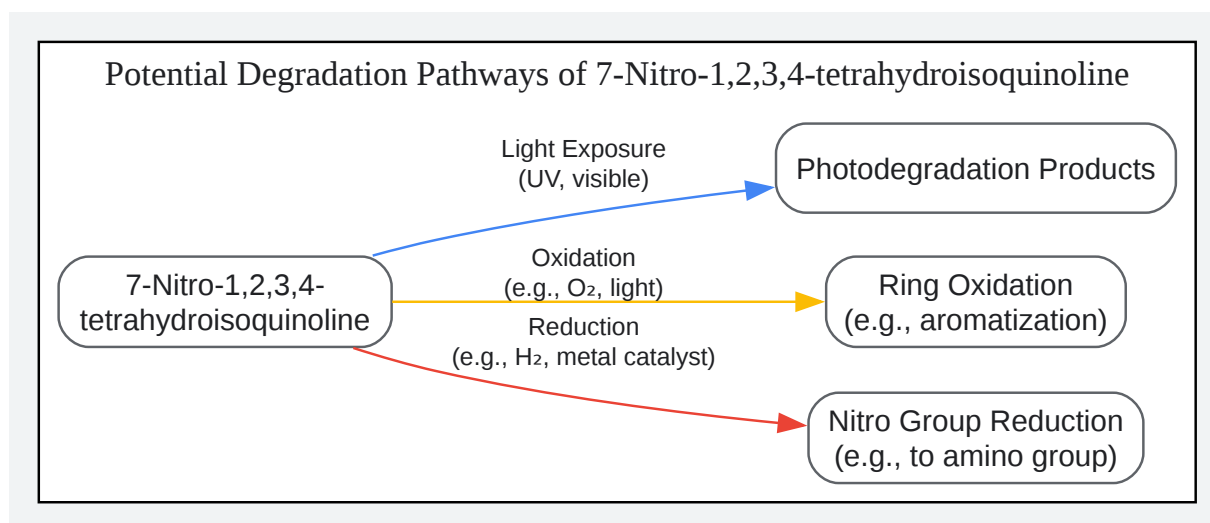 Potential Degradation Pathways of 7-Nitro-1,2,3,4-tetrahydroisoquinoline
Light Exposure
(UV, visible)
Photodegradation Products
7-Nitro-1,2,3,4-
tetrahydroisoquinoline
Oxidation
(e.g., O₂, light)
Ring Oxidation
(e.g., aromatization)
Reduction
(e.g., H₂, metal catalyst)
Nitro Group Reduction
(e.g., to amino group)